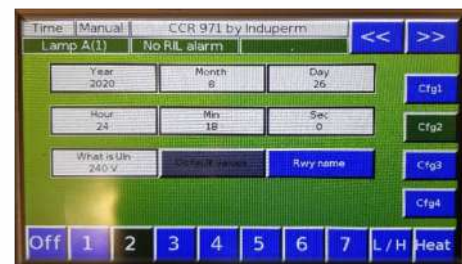 Time Manual CCR 971 by Induperm << >>
Lamp A(1) No RIL alarm .
Year Month Day
2020 8 26
Cfg1
Hour Min Sec
24 18 0
Cfg2
What is Uin Default values Rwy name
240 V
Cfg3
Cfg4
Off 1 2 3 4 5 6 7 L/H Heat